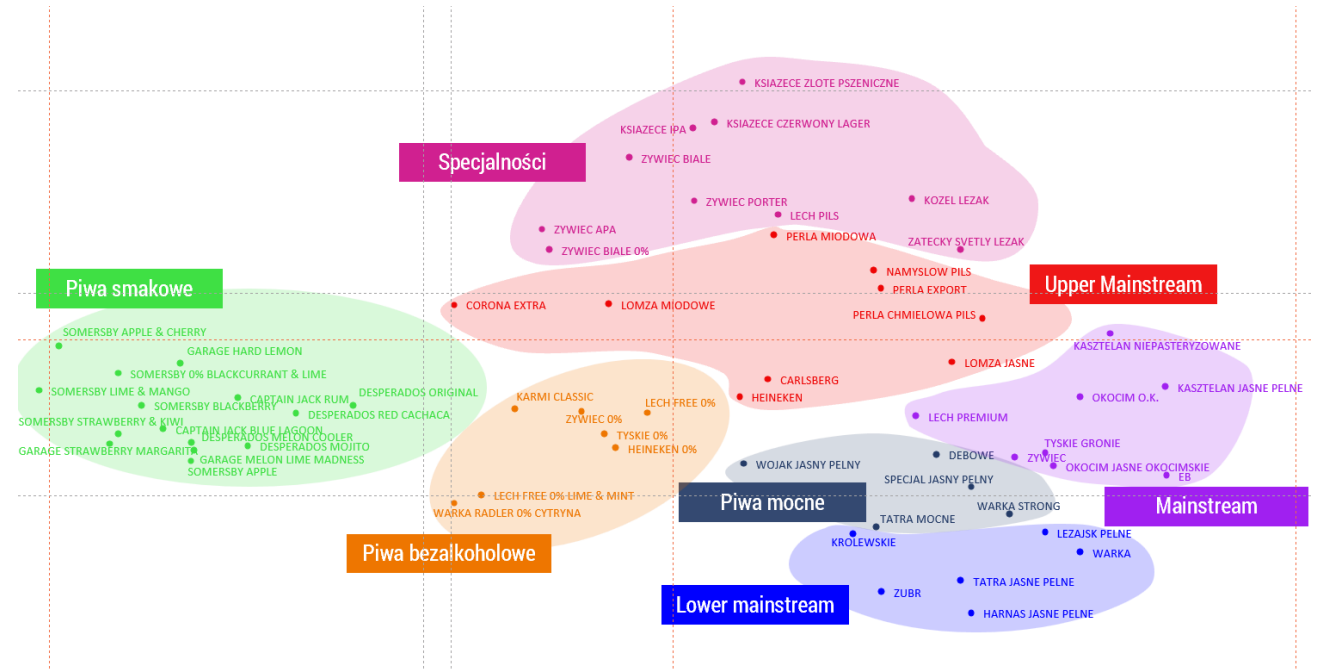 KSIAZECE ZLOTE PSZENICZNE
KSIAZECE IPA
KSIAZECE CZERWONY LAGER
Specjalności
ZYWIEC BIALE
ZYWIEC PORTER
KOZEL LEZAK
LECH PILS
ZYWIEC APA
ZYWIEC BIALE 0%
ZATECKY SVETLY LEZAK
PERLA MIODOWA
Upper Mainstream
NAMYSLOW PILS
PERLA EXPORT
CORONA EXTRA
LOMZA MIODOWE
PERLA CHMIELOWA PILS
LOMZA JASNE
CARLSBERG
HEINEKEN
Piwa smakowe
SOMERSBY APPLE & CHERRY
GARAGE HARD LEMON
SOMERSBY 0% BLACKCURRANT & LIME
SOMERSBY LIME & MANGO
CAPTAIN JACK RUM
DESPERADOS ORIGINAL
SOMERSBY BLACKBERRY
DESPERADOS RED CACHACA
SOMERSBY STRAWBERRY & KIWI
CAPTAIN JACK BLUE LAGOON
DESPERADOS MELON COOLER
GARAGE STRAWBERRY MARGARITA
DESPERADOS MOJITO
GARAGE MELON LIME MADNESS
SOMERSBY APPLE
KARMI CLASSIC
LECH FREE 0%
ZYWIEC 0%
TYSKIE 0%
HEINEKEN 0%
LECH FREE 0% LIME & MINT
WARKA RADLER 0% CYTRYNA
Piwa bezalkoholowe
KASZTELAN NIEPASTERYZOWANE
KASZTELAN JASNE PELNE
OKOCIM O.K.
LECH PREMIUM
TYSKIE GRONIE
ZYWIEC
OKOCIM JASNE OKOCIMSKIE
EB
Mainstream
WOJAK JASNY PELNY
DEBOWE
SPECJAL JASNY PELNY
Piwa mocne
WARKA STRONG
TATRA MOCNE
KROLEWSKIE
LEZAJSK PELNE
WARKA
TATRA JASNE PELNE
ZUBR
Lower mainstream
HARNAS JASNE PELNE